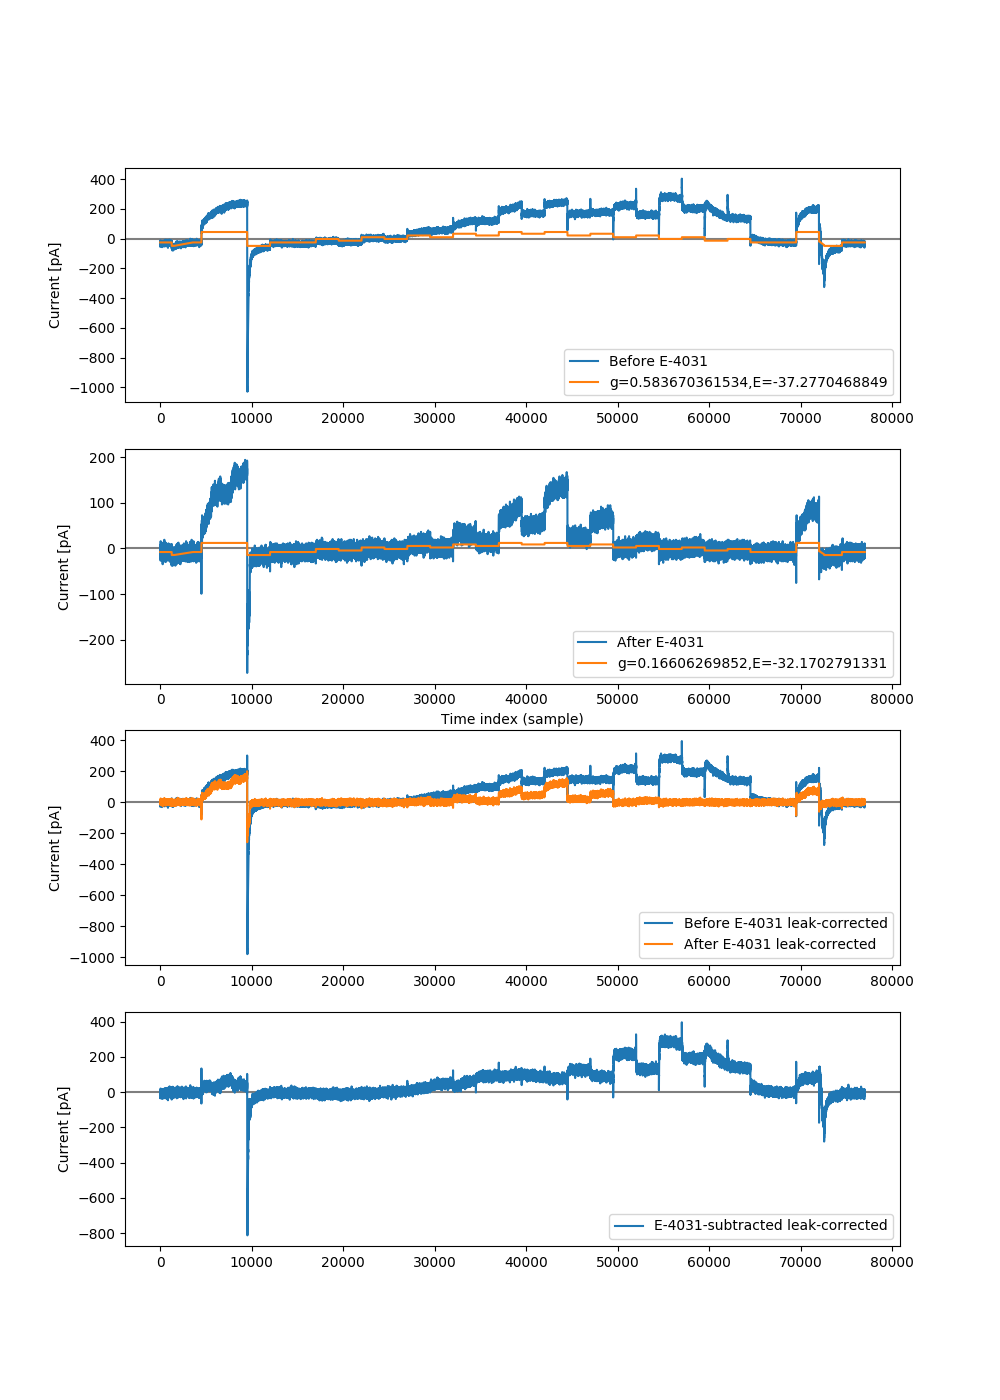 400
200
0
−200
−400
−600
−800
−1000
Current [pA]
Before E-4031
g=0.583670361534,E=-37.2770468849
0 10000 20000 30000 40000 50000 60000 70000 80000
200
100
0
−100
−200
Current [pA]
After E-4031
g=0.16606269852,E=-32.1702791331
0 10000 20000 30000 40000 50000 60000 70000 80000
Time index (sample)
400
200
0
−200
−400
−600
−800
−1000
Current [pA]
Before E-4031 leak-corrected
After E-4031 leak-corrected
0 10000 20000 30000 40000 50000 60000 70000 80000
400
200
0
−200
−400
−600
−800
Current [pA]
E-4031-subtracted leak-corrected
0 10000 20000 30000 40000 50000 60000 70000 80000